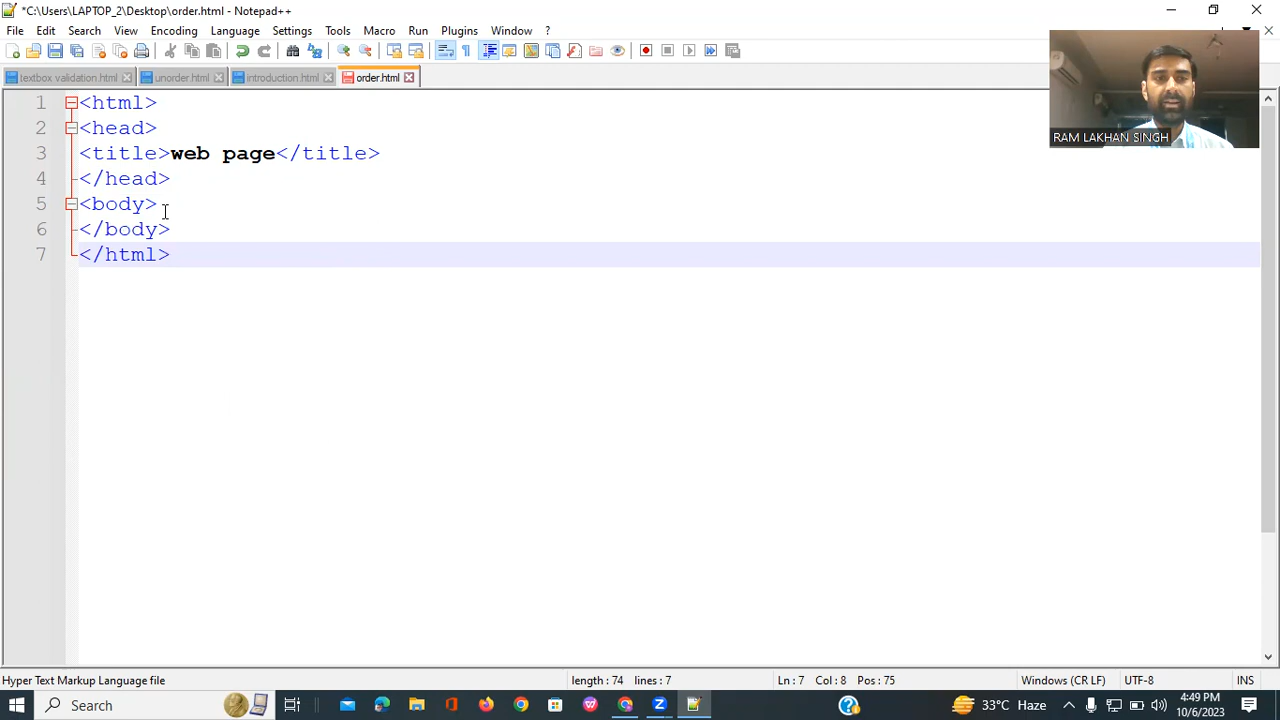 *C:\Users\LAPTOP_2\Desktop\order.html - Notepad++
File Edit Search View Encoding Language Settings Tools Macro Run Plugins Window ?
textbox validation.html unorder.html introduction.html order.html
1 <html>
2 <head>
3 <title>web page</title>
4 </head>
5 <body>
6 </body>
7 </html>
RAM LAKHAN SINGH
Hyper Text Markup Language file length : 74 lines : 7 Ln : 7 Col : 8 Pos : 75 Windows (CR LF) UTF-8 INS
Search 33°C Haze 4:49 PM
10/6/2023